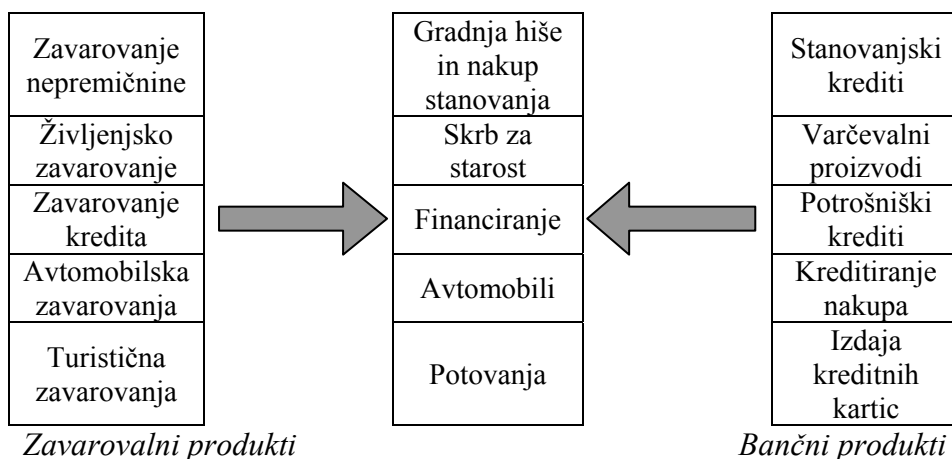 Zavarovanje
nepremičnine
Življenjsko
zavarovanje
Zavarovanje
kredita
Avtomobilska
zavarovanja
Turistična
zavarovanja
Zavarovalni produkti
Gradnja hiše
in nakup
stanovanja
Skrb za
starost
Financiranje
Avtomobili
Potovanja
Stanovanjski
krediti
Varčevalni
proizvodi
Potrošniški
krediti
Kreditiranje
nakupa
Izdaja
kreditnih
kartic
Bančni produkti